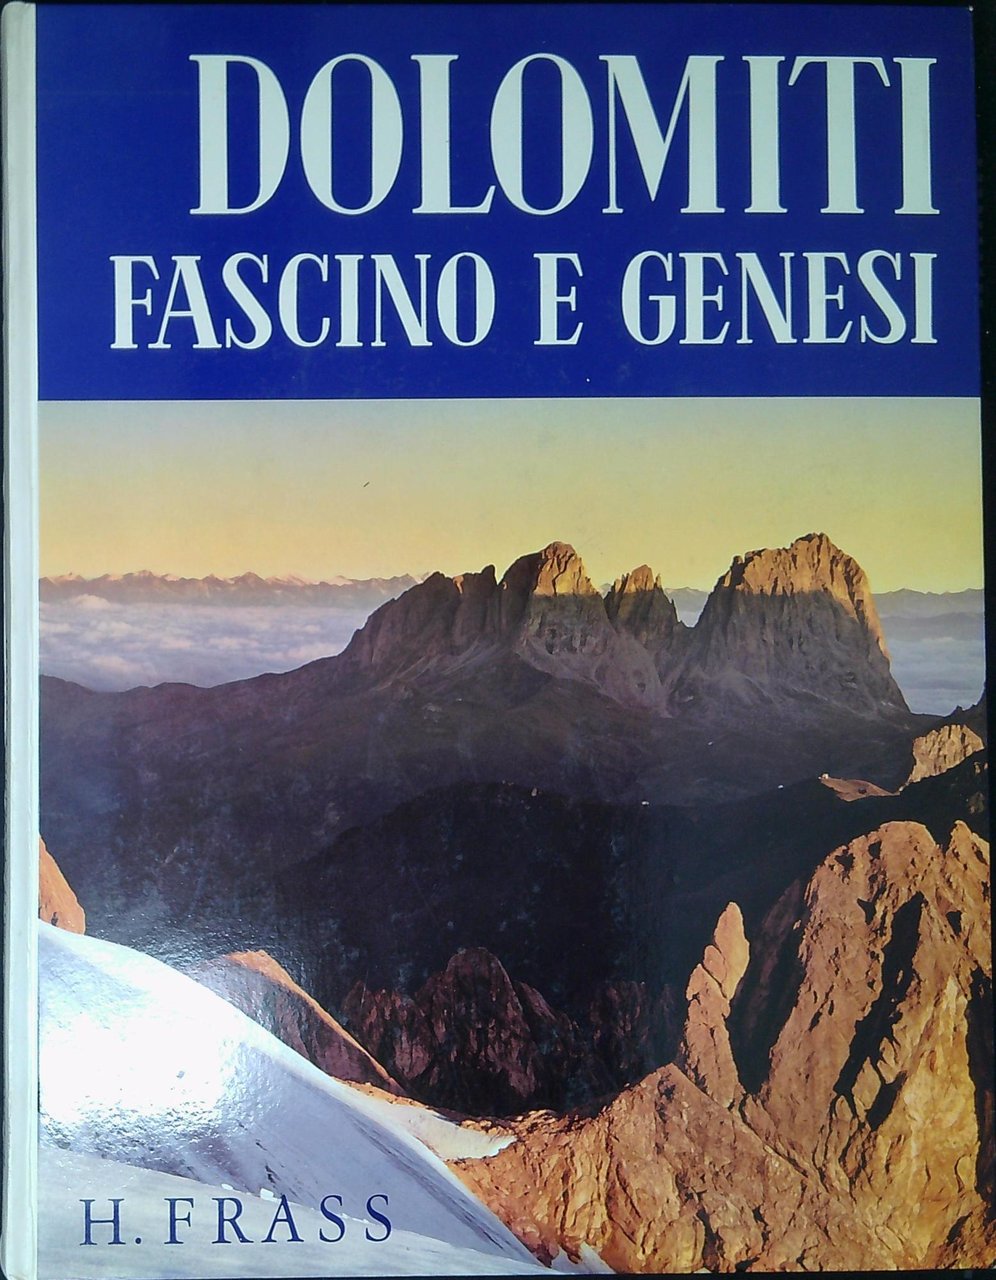 DOLOMITI
FASCINO E GENESI
H. FRASS